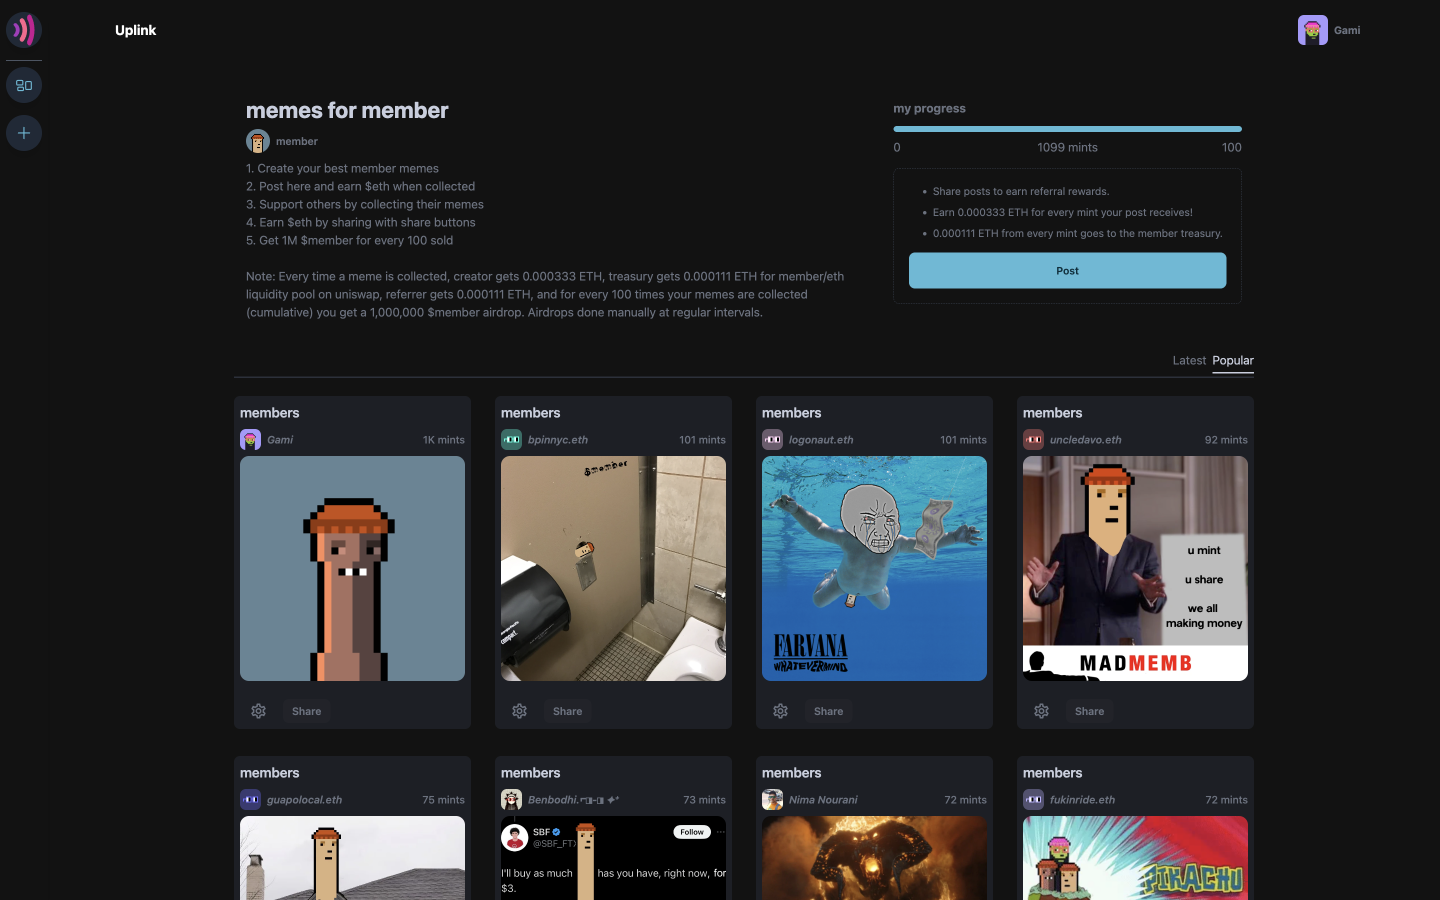 Uplink
Gami
memes for member
member
1. Create your best member memes
2. Post here and earn $eth when collected
3. Support others by collecting their memes
4. Earn $eth by sharing with share buttons
5. Get 1M $member for every 100 sold
Note: Every time a meme is collected, creator gets 0.000333 ETH, treasury gets 0.000111 ETH for member/eth
liquidity pool on uniswap, referrer gets 0.000111 ETH, and for every 100 times your memes are collected
(cumulative) you get a 1,000,000 $member airdrop. Airdrops done manually at regular intervals.
my progress
0 1099 mints 100
• Share posts to earn referral rewards.
• Earn 0.000333 ETH for every mint your post receives!
• 0.000111 ETH from every mint goes to the member treasury.
Post
Latest Popular
members
Gami 1K mints
Share
members
bpinnyc.eth 101 mints
$member
Share
members
logonaut.eth 101 mints
FARVANA
WHATEVERMIND
Share
members
uncledavo.eth 92 mints
u mint
u share
we all
making money
MADMEMB
Share
members
guapolocal.eth 75 mints
members
Benbodhi. 73 mints
SBF
@SBF_FT
Follow
I'll buy as much has you have, right now, for
$3.
members
Nima Nourani 72 mints
members
fukinride.eth 72 mints
PIKACHU